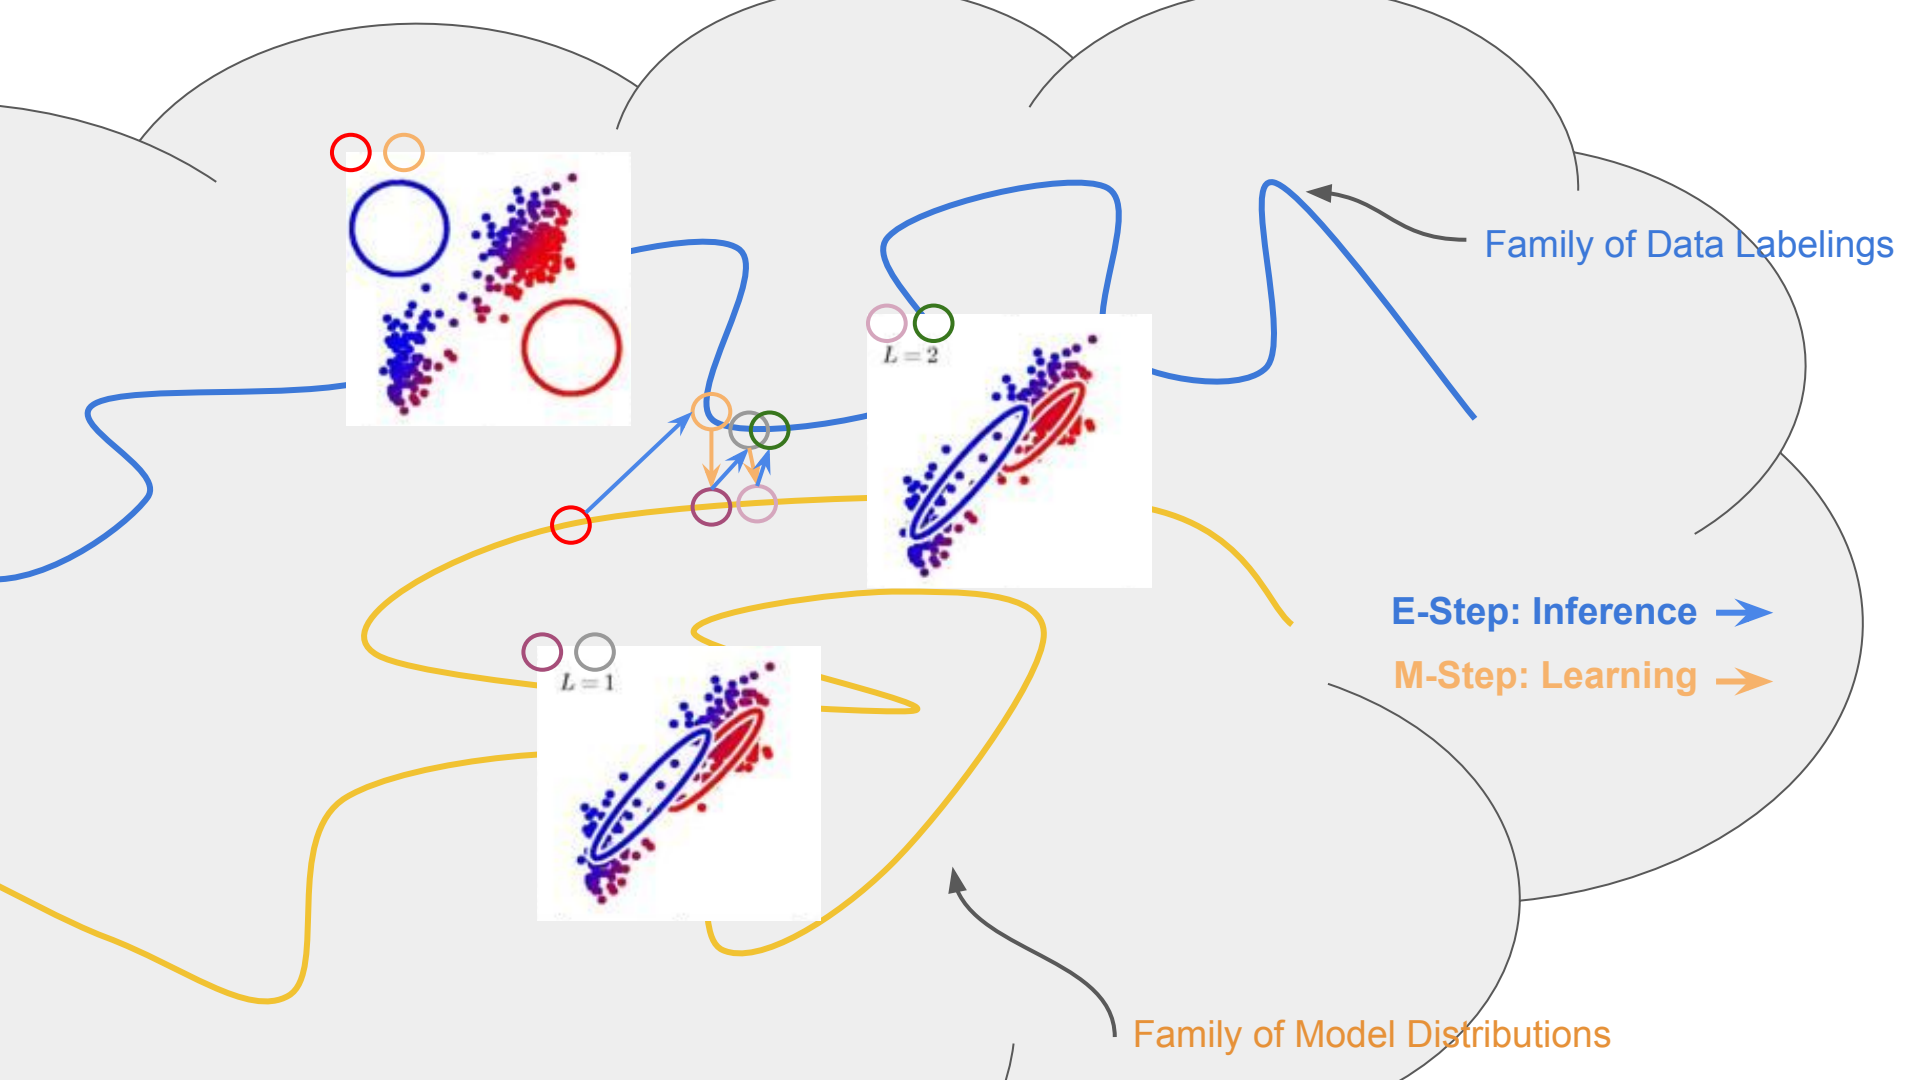 Family of Data Labelings
L = 2
E-Step: Inference
M-Step: Learning
L = 1
Family of Model Distributions